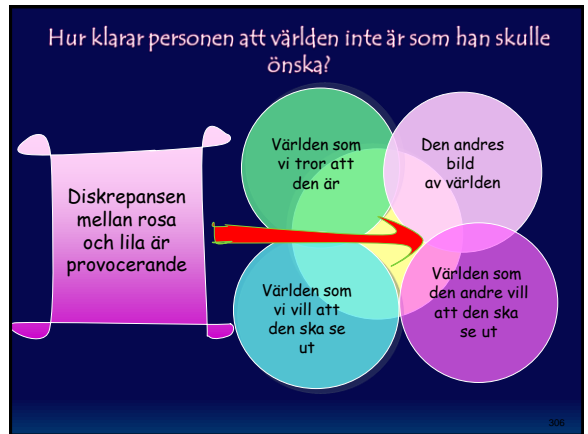 Hur klarar personen att världen inte är som han skulle
önska?
Diskrepansen
mellan rosa
och lila är
provocerande
Världen som
vi tror att
den är
Den andres
bild
av världen
Världen som
vi vill att
den ska se
ut
Världen som
den andre vill
att den ska
se ut
306